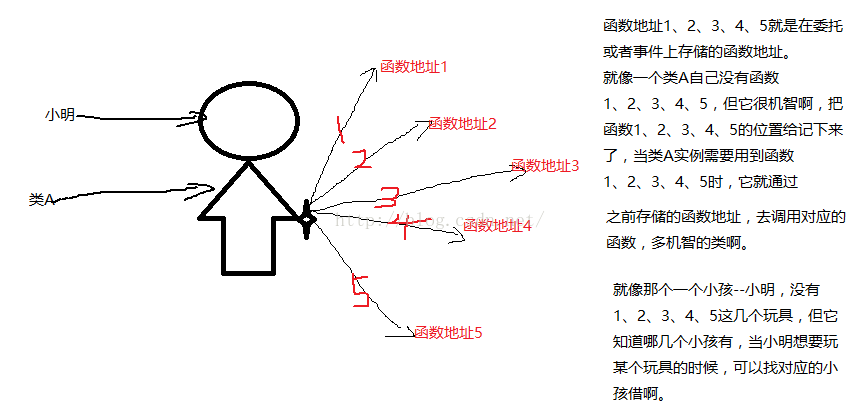 函数地址1、2、3、4、5就是在委托
或者事件上存储的函数地址。
就像一个类A自己没有函数
1、2、3、4、5，但它很机智啊，把
函数1、2、3、4、5的位置给记下来
了，当类A实例需要用到函数
1、2、3、4、5时，它就通过
之前存储的函数地址，去调用对应的
函数，多机智的类啊。
就像那个一个小孩--小明，没有
1、2、3、4、5这几个玩具，但它
知道哪几个小孩有，当小明想要玩
某个玩具的时候，可以找对应的小
孩借啊。
小明
类A
函数地址1
函数地址2
函数地址3
函数地址4
函数地址5
1
2
3
4
5
http://blog.csdn.net/